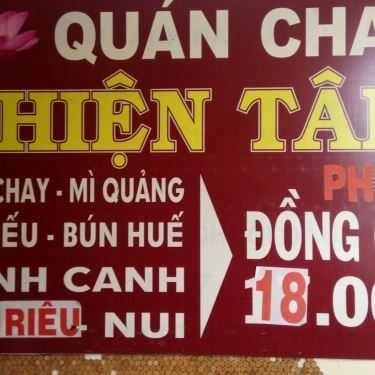 QUÁN CHA
HIỆN TÂ
CHAY - MÌ QUẢNG
ẾU - BÚN HUẾ
NH CANH
RIÊU - NUI
PH
ĐỒNG
18.0